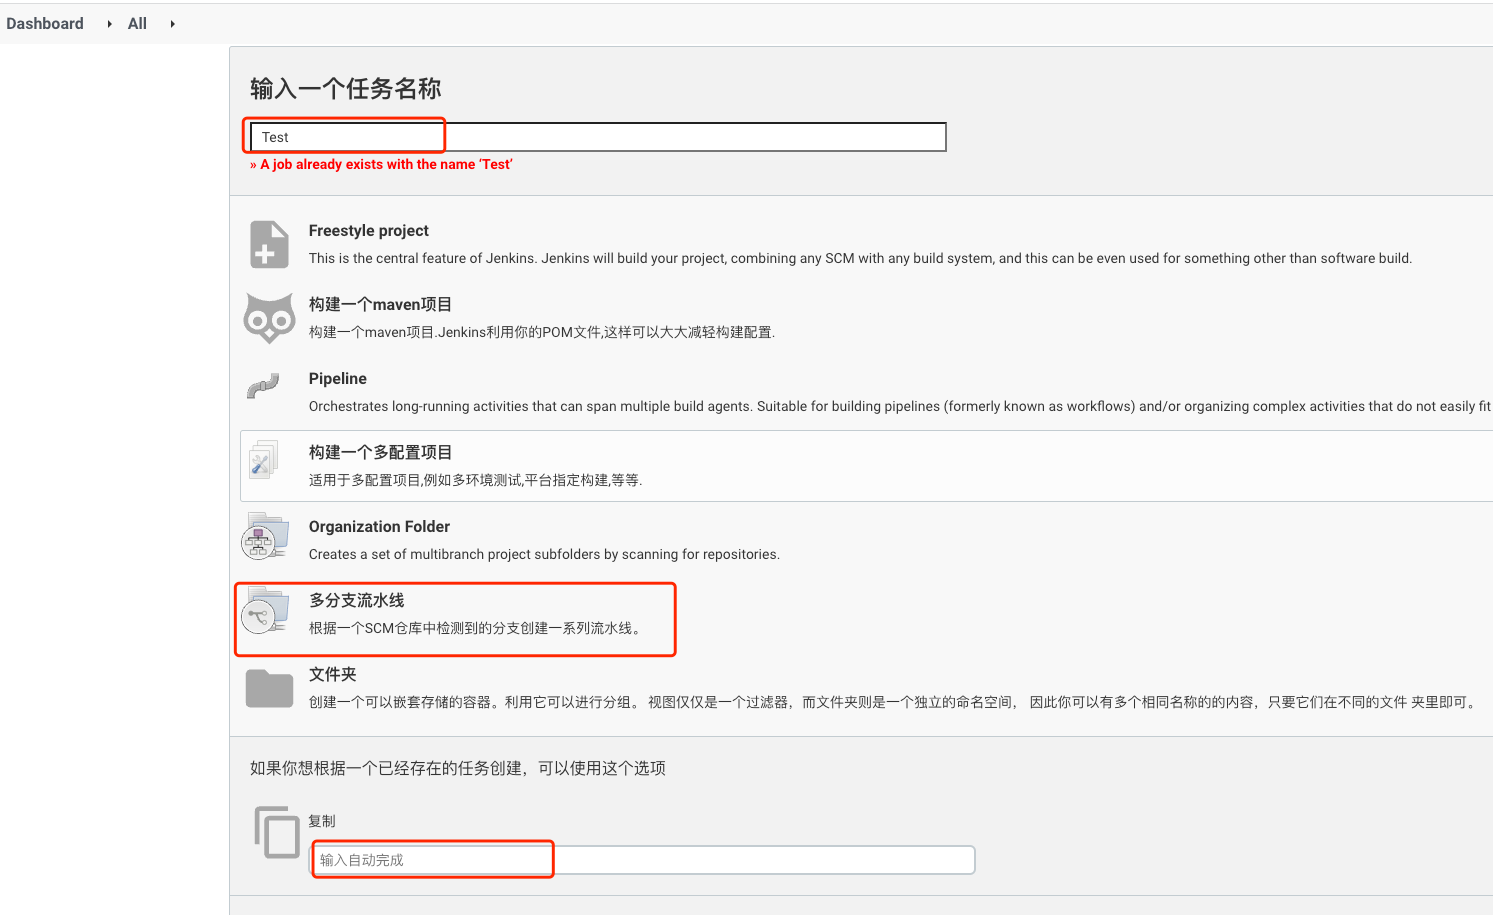 Dashboard All
输入一个任务名称
Test
» A job already exists with the name ‘Test’
Freestyle project
This is the central feature of Jenkins. Jenkins will build your project, combining any SCM with any build system, and this can be even used for something other than software build.
构建一个maven项目
构建一个maven项目.Jenkins利用你的POM文件,这样可以大大减轻构建配置.
Pipeline
Orchestrates long-running activities that can span multiple build agents. Suitable for building pipelines (formerly known as workflows) and/or organizing complex activities that do not easily fit
构建一个多配置项目
适用于多配置项目,例如多环境测试,平台指定构建,等等.
Organization Folder
Creates a set of multibranch project subfolders by scanning for repositories.
多分支流水线
根据一个SCM仓库中检测到的分支创建一系列流水线。
文件夹
创建一个可以嵌套存储的容器。利用它可以进行分组。 视图仅仅是一个过滤器，而文件夹则是一个独立的命名空间， 因此你可以有多个相同名称的的内容，只要它们在不同的文件 夹里即可。
如果你想根据一个已经存在的任务创建，可以使用这个选项
复制
输入自动完成